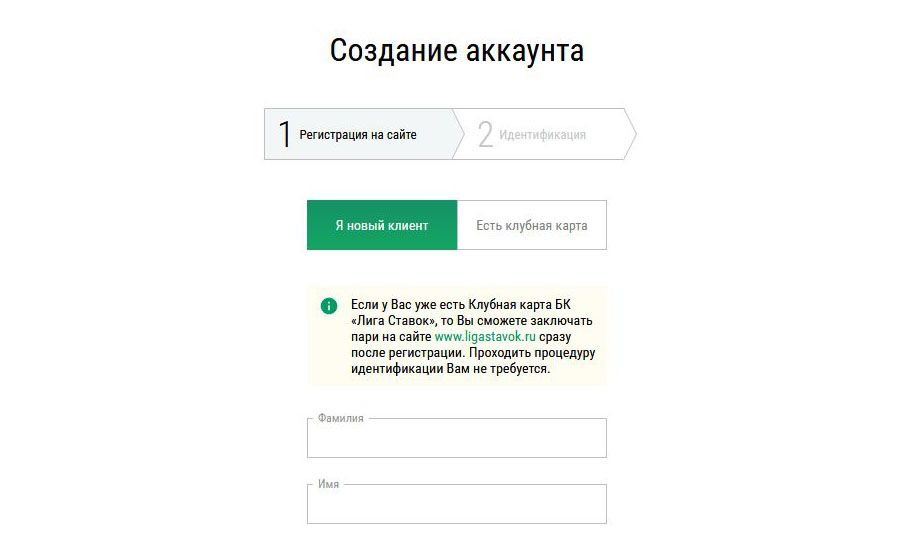 Создание аккаунта
1 Регистрация на сайте
2 Идентификация
Я новый клиент
Есть клубная карта
Если у Вас уже есть Клубная карта БК
«Лига Ставок», то Вы сможете заключать
пари на сайте www.ligastavok.ru сразу
после регистрации. Проходить процедуру
идентификации Вам не требуется.
Фамилия
Имя